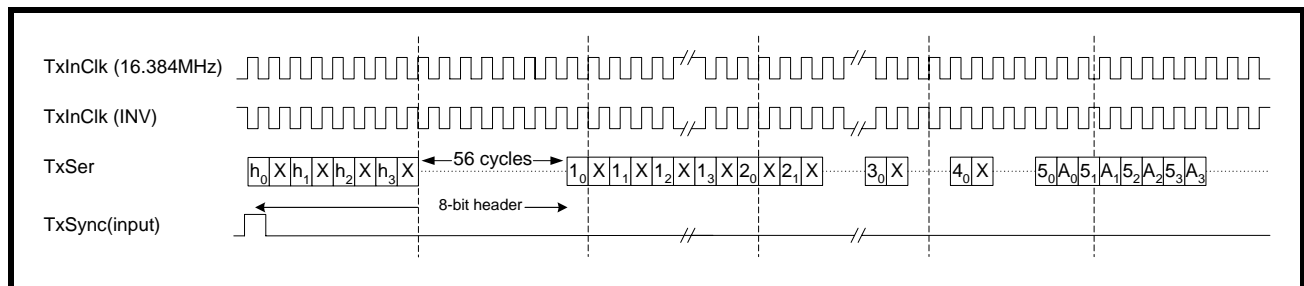 TxInClk (16.384MHz)
TxInClk (INV)
TxSer h₀ X h₁ X h₂ X h₃ X 56 cycles 1₀ X 1₁ X 1₂ X 1₃ X 2₀ X 2₁ X 3₀ X 4₀ X 5₀ A₀ 5₁ A₁ 5₂ A₂ 5₃ A₃
8-bit header
TxSync(input)